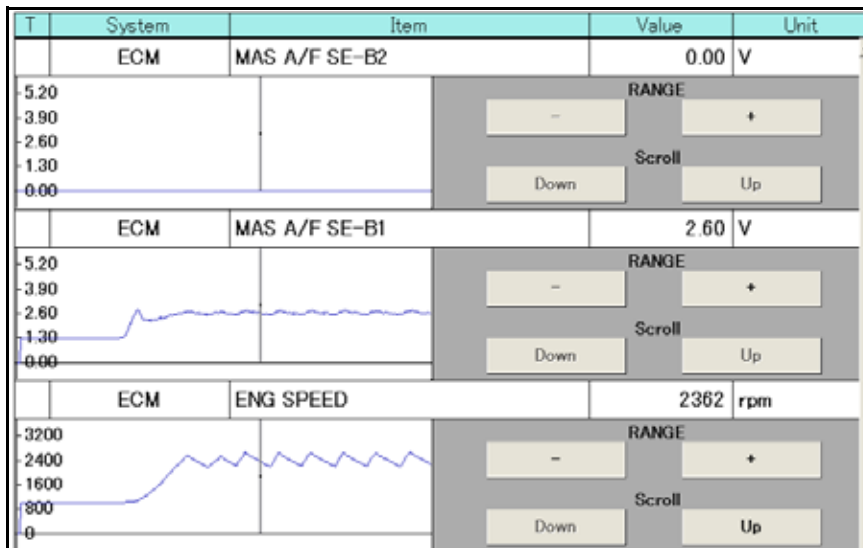 T System Item Value Unit
ECM MAS A/F SE-B2 0.00 V
5.20
3.90
2.60
1.30
0.00
RANGE
- +
Scroll
Down Up
ECM MAS A/F SE-B1 2.60 V
5.20
3.90
2.60
1.30
0.00
RANGE
- +
Scroll
Down Up
ECM ENG SPEED 2362 rpm
3200
2400
1600
800
0
RANGE
- +
Scroll
Down Up